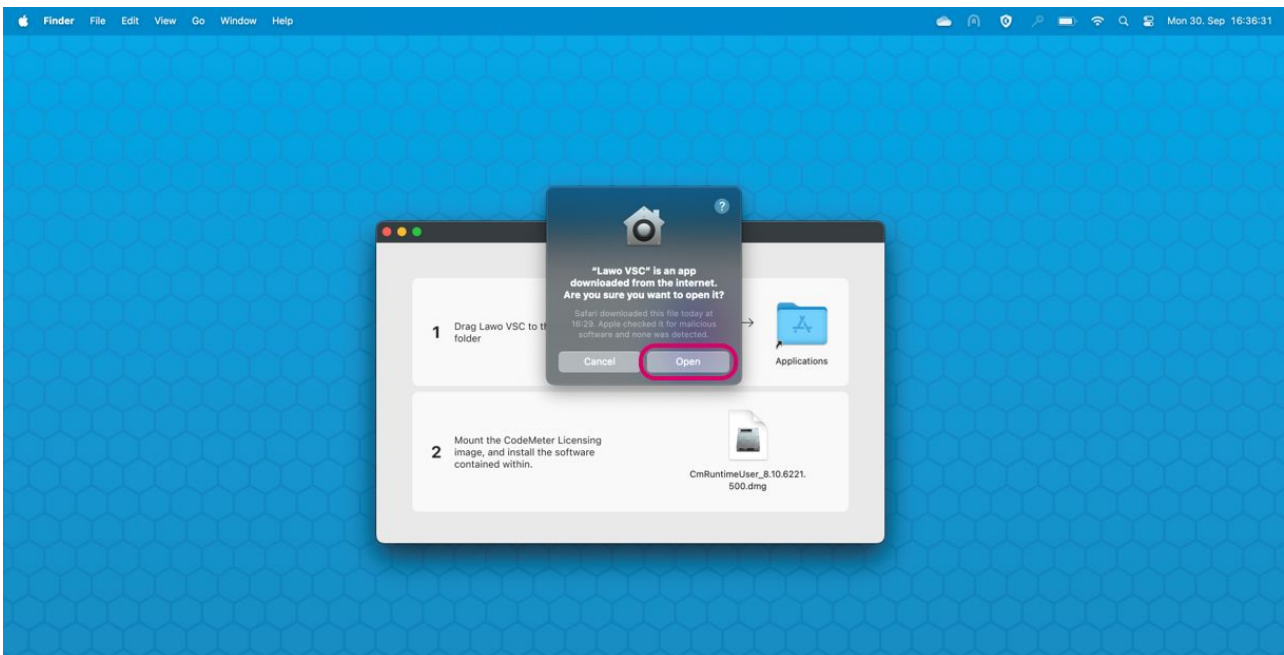 Finder File Edit View Go Window Help
Mon 30. Sep 16:36:31
?
"Lawo VSC" is an app
downloaded from the internet.
Are you sure you want to open it?
Safari downloaded this file today at
16:29. Apple checked it for malicious
software and none was detected.
Cancel Open
1 Drag Lawo VSC to th
folder
Applications
2 Mount the CodeMeter Licensing
image, and install the software
contained within.
CmRuntimeUser_8.10.6221.
500.dmg